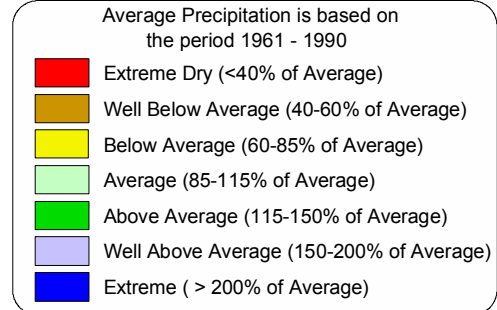 Average Precipitation is based on
the period 1961 - 1990
Extreme Dry (<40% of Average)
Well Below Average (40-60% of Average)
Below Average (60-85% of Average)
Average (85-115% of Average)
Above Average (115-150% of Average)
Well Above Average (150-200% of Average)
Extreme ( > 200% of Average)